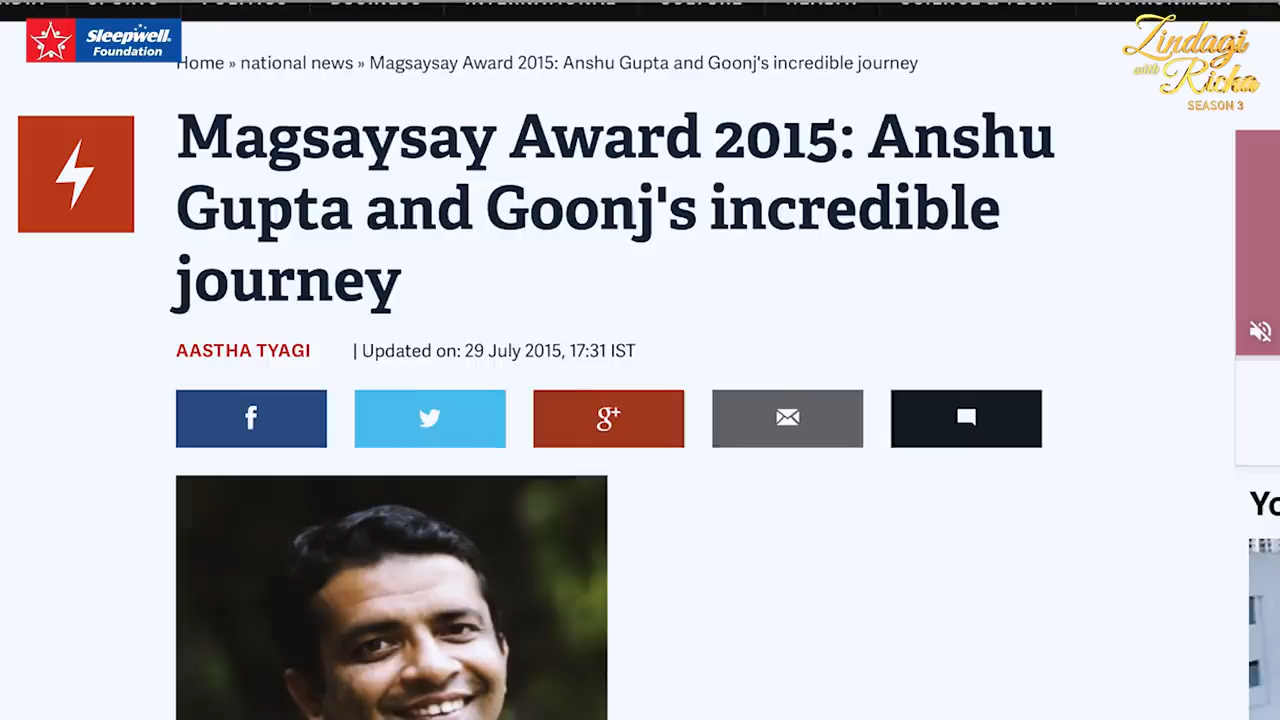 Sleepwell
Foundation
Zindagi
with
Richa
SEASON 3
Home » national news » Magsaysay Award 2015: Anshu Gupta and Goonj's incredible journey
Magsaysay Award 2015: Anshu
Gupta and Goonj's incredible
journey
AASTHA TYAGI | Updated on: 29 July 2015, 17:31 IST